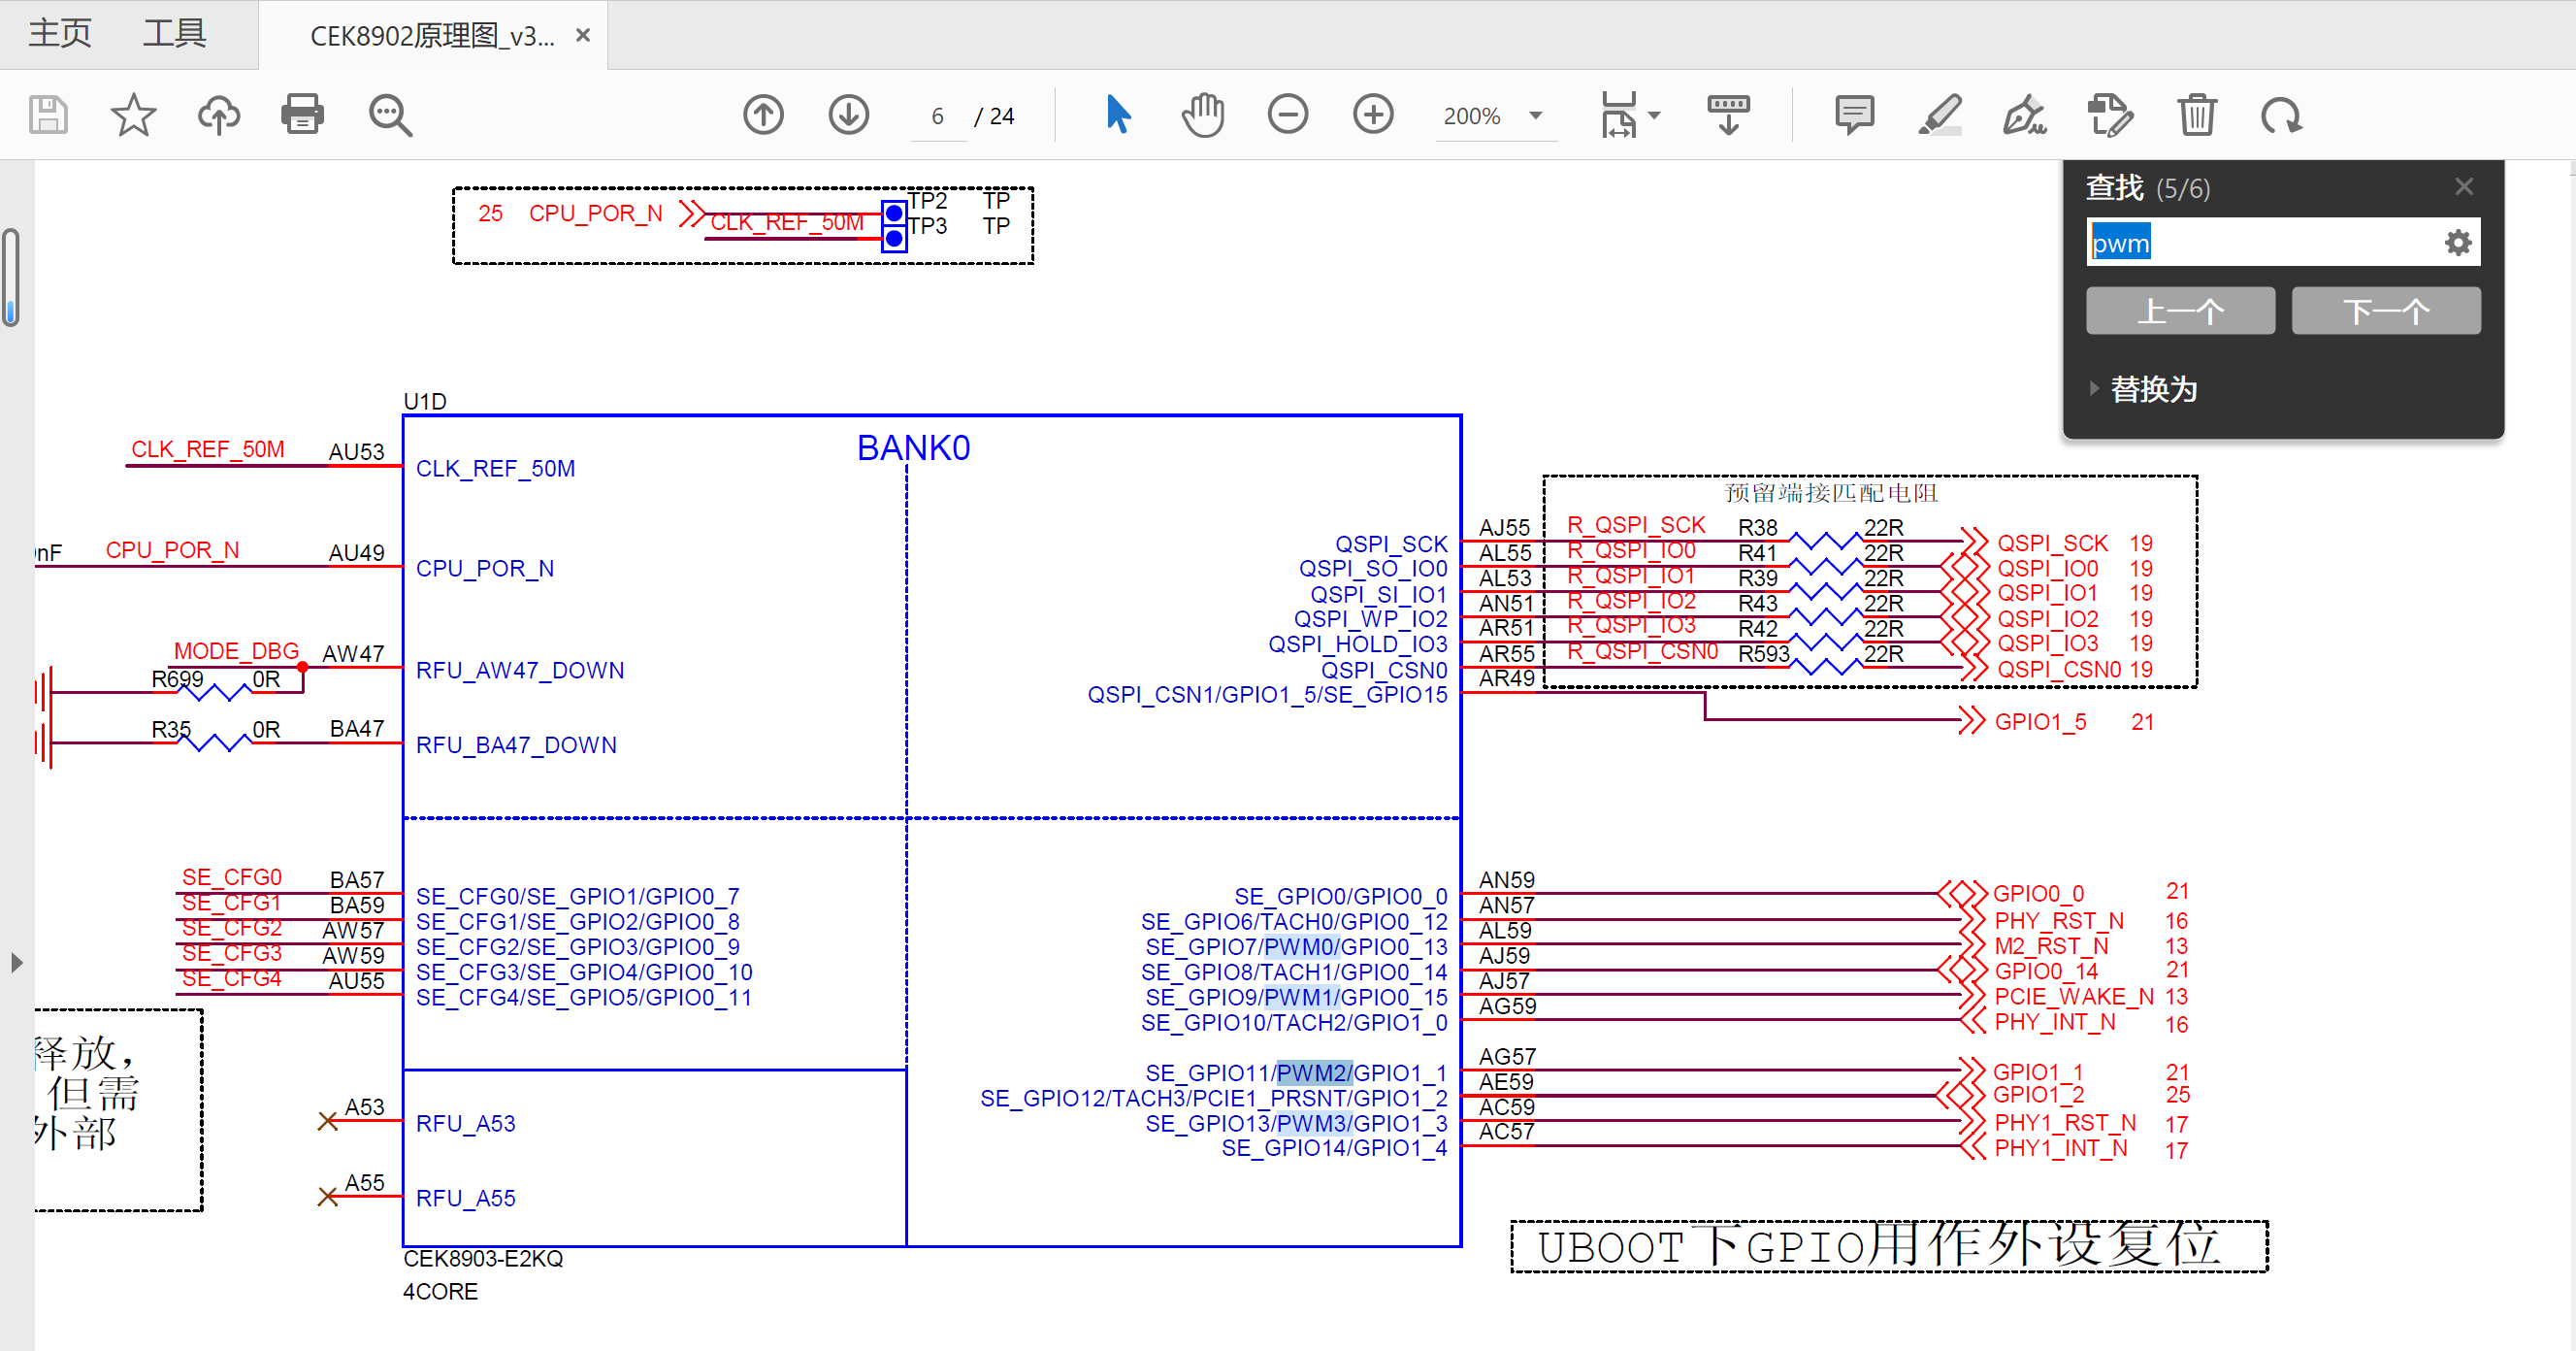 主页 工具 CEK8902原理图_v3... ×
6 / 24 200%
查找 (5/6)
pwm
上一个 下一个
替换为
25 CPU_POR_N TP2 TP
CLK_REF_50M TP3 TP
U1D
BANK0
CLK_REF_50M AU53 CLK_REF_50M
CPU_POR_N AU49 CPU_POR_N
MODE_DBG AW47 RFU_AW47_DOWN
R699 0R
R35 0R BA47 RFU_BA47_DOWN
预留端接匹配电阻
QSPI_SCK AJ55 R_QSPI_SCK R38 22R QSPI_SCK 19
QSPI_SO_IO0 AL55 R_QSPI_IO0 R41 22R QSPI_IO0 19
QSPI_SI_IO1 AL53 R_QSPI_IO1 R39 22R QSPI_IO1 19
QSPI_WP_IO2 AN51 R_QSPI_IO2 R43 22R QSPI_IO2 19
QSPI_HOLD_IO3 AR51 R_QSPI_IO3 R42 22R QSPI_IO3 19
QSPI_CSN0 AR55 R_QSPI_CSN0 R593 22R QSPI_CSN0 19
QSPI_CSN1/GPIO1_5/SE_GPIO15 AR49 GPIO1_5 21
SE_CFG0 BA57 SE_CFG0/SE_GPIO1/GPIO0_7
SE_CFG1 BA59 SE_CFG1/SE_GPIO2/GPIO0_8
SE_CFG2 AW57 SE_CFG2/SE_GPIO3/GPIO0_9
SE_CFG3 AW59 SE_CFG3/SE_GPIO4/GPIO0_10
SE_CFG4 AU55 SE_CFG4/SE_GPIO5/GPIO0_11
SE_GPIO0/GPIO0_0 AN59 GPIO0_0 21
SE_GPIO6/TACH0/GPIO0_12 AN57 PHY_RST_N 16
SE_GPIO7/PWM0/GPIO0_13 AL59 M2_RST_N 13
SE_GPIO8/TACH1/GPIO0_14 AJ59 GPIO0_14 21
SE_GPIO9/PWM1/GPIO0_15 AJ57 PCIE_WAKE_N 13
SE_GPIO10/TACH2/GPIO1_0 AG59 PHY_INT_N 16
SE_GPIO11/PWM2/GPIO1_1 AG57 GPIO1_1 21
SE_GPIO12/TACH3/PCIE1_PRSNT/GPIO1_2 AE59 GPIO1_2 25
SE_GPIO13/PWM3/GPIO1_3 AC59 PHY1_RST_N 17
SE_GPIO14/GPIO1_4 AC57 PHY1_INT_N 17
释放，
但需
外部
A53 RFU_A53
A55 RFU_A55
CEK8903-E2KQ
4CORE
UBOOT下GPIO用作外设复位